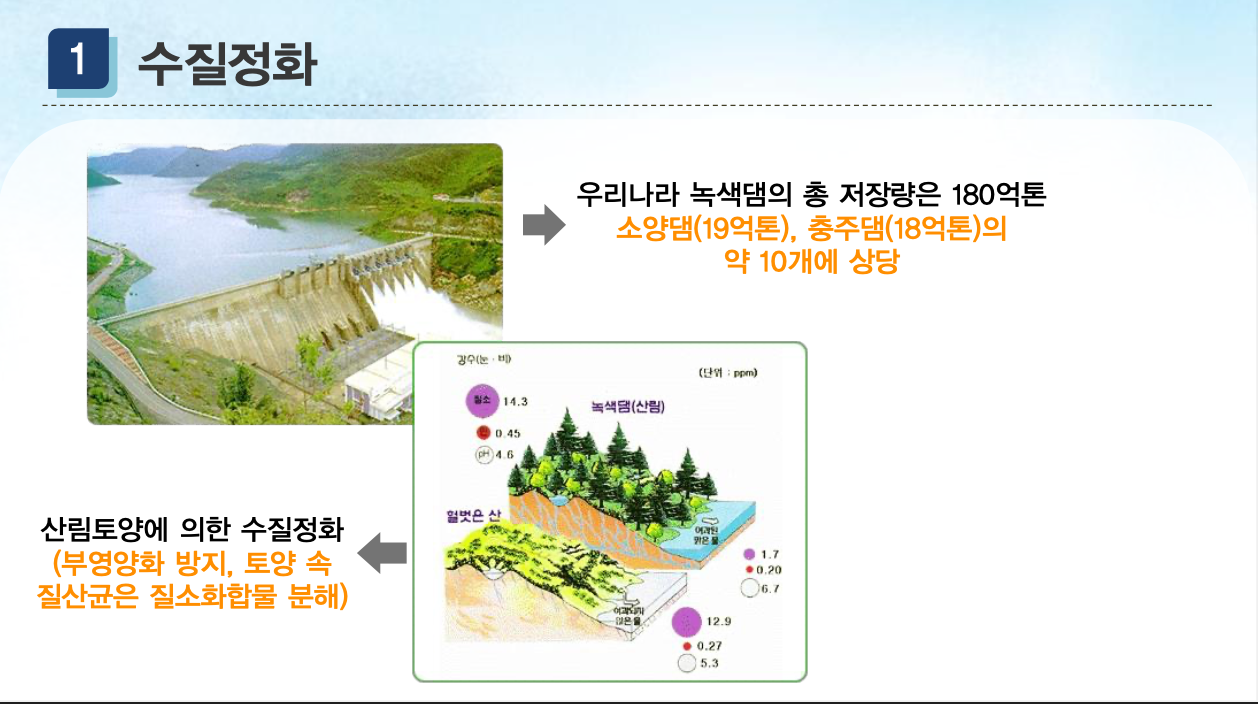 1 수질정화
우리나라 녹색댐의 총 저장량은 180억톤
소양댐(19억톤), 충주댐(18억톤)의
약 10개에 상당
강수(눈 · 비)
(단위 : ppm)
질소 14.3
녹색댐(산림)
인 0.45
pH 4.6
헐벗은 산
여과된
맑은 물
산림토양에 의한 수질정화
(부영양화 방지, 토양 속
질산균은 질소화합물 분해)
1.7
0.20
6.7
여과되지
않은 물
12.9
0.27
5.3